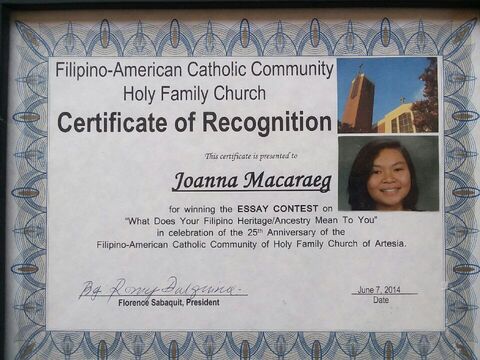 Filipino-American Catholic Community
Holy Family Church
Certificate of Recognition
This certificate is presented to
Joanna Macaraeg
for winning the ESSAY CONTEST on
"What Does Your Filipino Heritage/Ancestry Mean To You"
in celebration of the 25th Anniversary of the
Filipino-American Catholic Community of Holy Family Church of Artesia.
June 7, 2014
Florence Sabaquit, President
Date